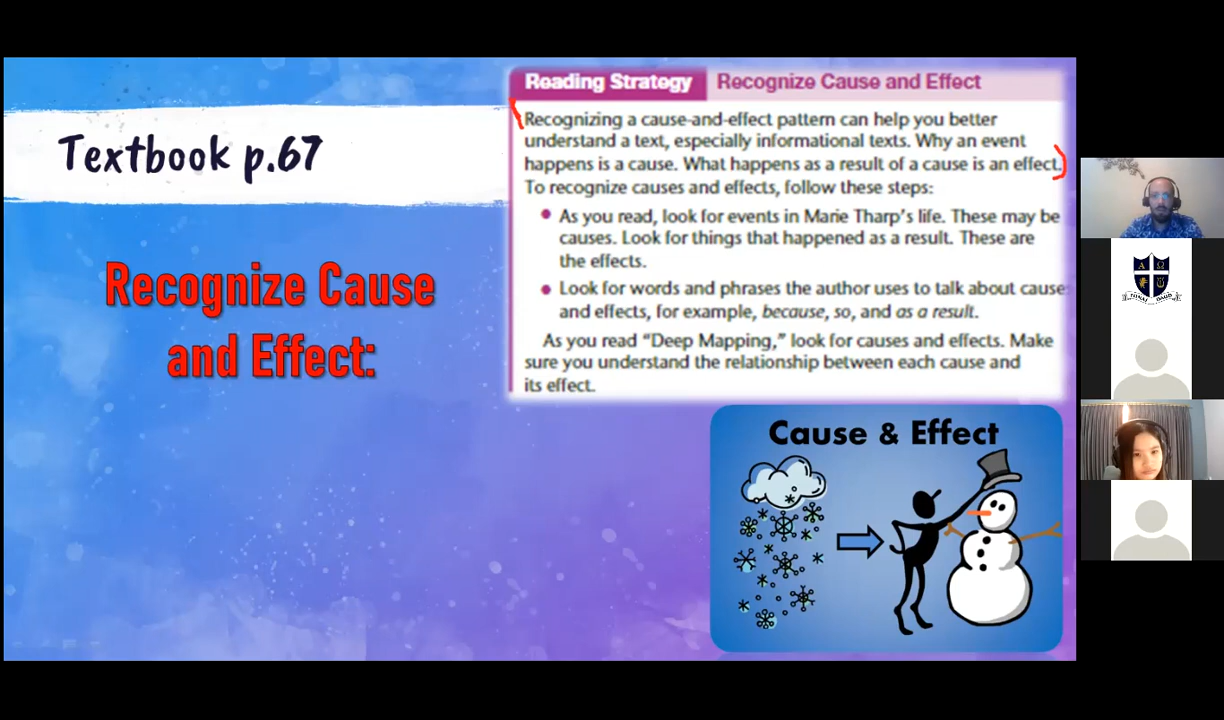 Textbook p.67
Recognize Cause
and Effect:
Reading Strategy Recognize Cause and Effect
Recognizing a cause-and-effect pattern can help you better
understand a text, especially informational texts. Why an event
happens is a cause. What happens as a result of a cause is an effect.
To recognize causes and effects, follow these steps:
• As you read, look for events in Marie Tharp's life. These may be
causes. Look for things that happened as a result. These are
the effects.
• Look for words and phrases the author uses to talk about cause
and effects, for example, because, so, and as a result.
As you read “Deep Mapping,” look for causes and effects. Make
sure you understand the relationship between each cause and
its effect.
Cause & Effect